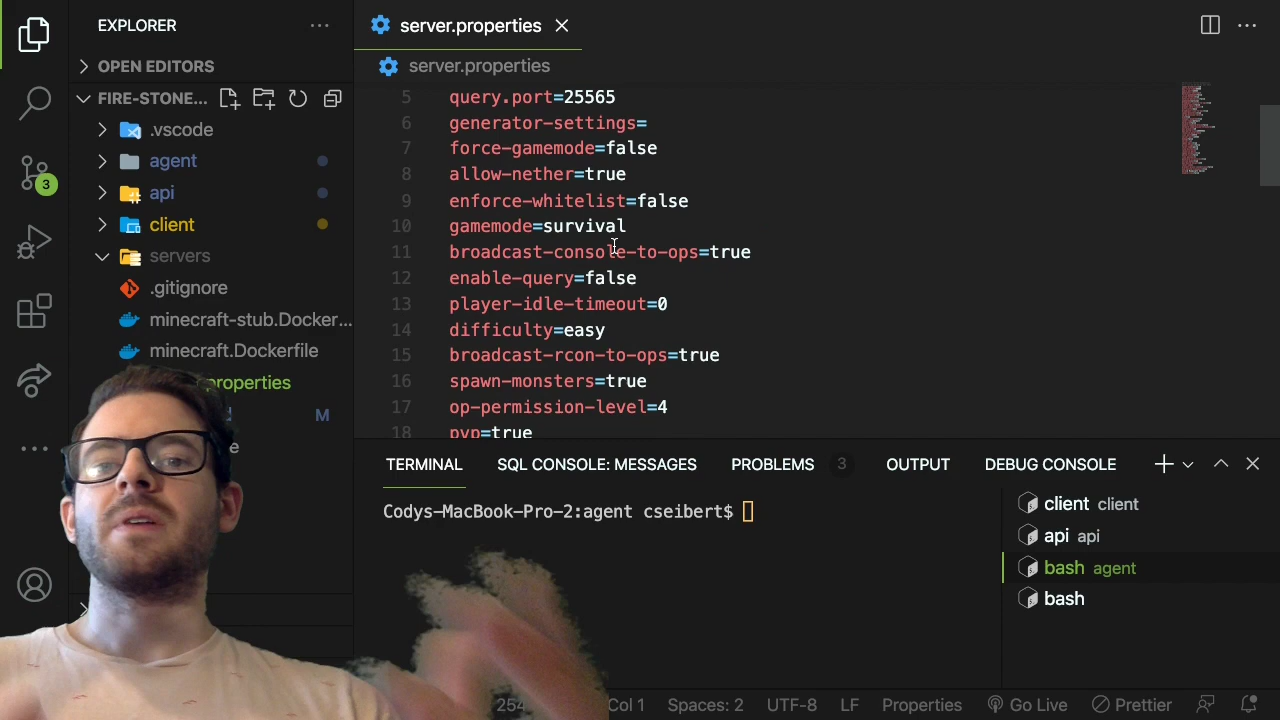 EXPLORER
server.properties
OPEN EDITORS
server.properties
FIRE-STONE...
.vscode
agent
api
client
servers
.gitignore
minecraft-stub.Docker...
minecraft.Dockerfile
properties
M
e
3
5 query.port=25565
6 generator-settings=
7 force-gamemode=false
8 allow-nether=true
9 enforce-whitelist=false
10 gamemode=survival
11 broadcast-console-to-ops=true
12 enable-query=false
13 player-idle-timeout=0
14 difficulty=easy
15 broadcast-rcon-to-ops=true
16 spawn-monsters=true
17 op-permission-level=4
18 pvp=true
TERMINAL SQL CONSOLE: MESSAGES PROBLEMS 3 OUTPUT DEBUG CONSOLE
Codys-MacBook-Pro-2:agent cseibert$
client client
api api
bash agent
bash
254 Col 1 Spaces: 2 UTF-8 LF Properties Go Live Prettier